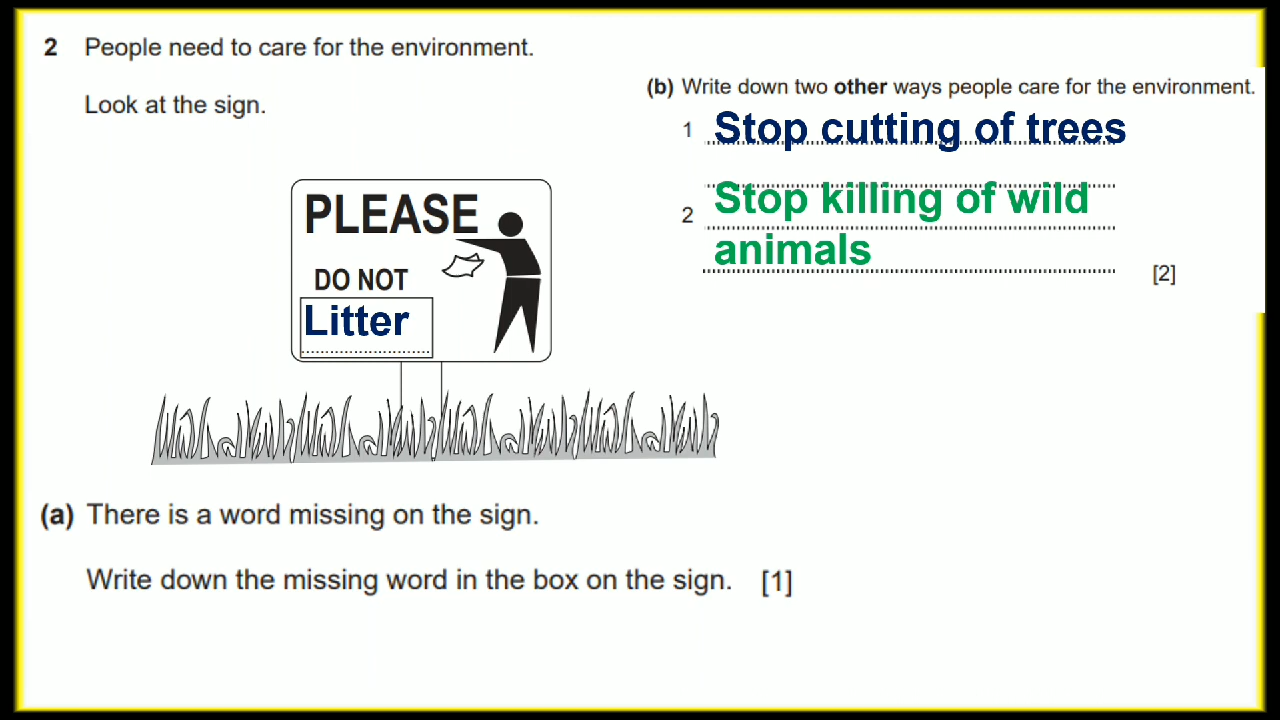 2 People need to care for the environment.
Look at the sign.
PLEASE
DO NOT
Litter
(a) There is a word missing on the sign.
Write down the missing word in the box on the sign. [1]
(b) Write down two other ways people care for the environment.
1 Stop cutting of trees
2 Stop killing of wild
animals
[2]